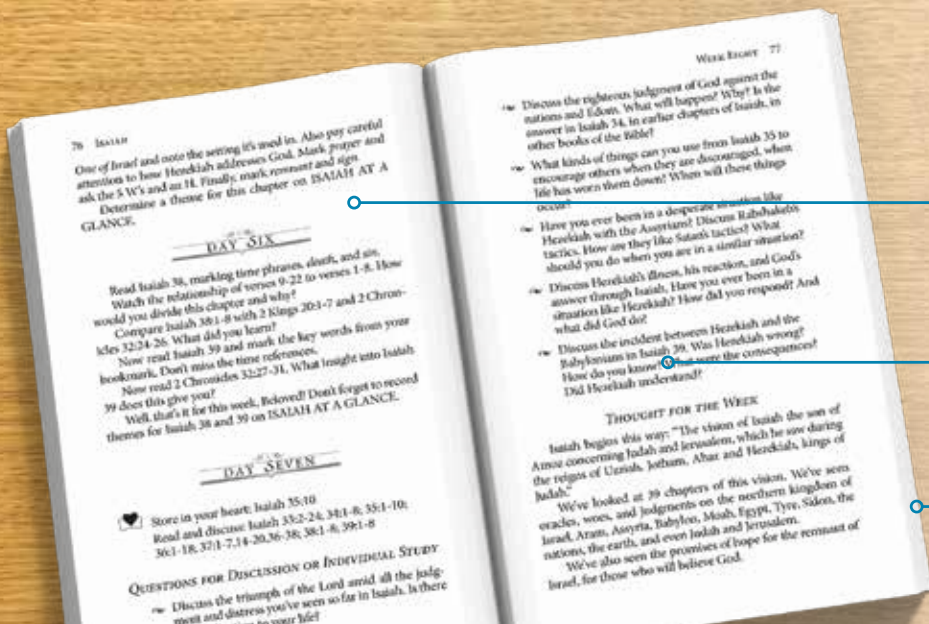 76 ISAIAH
One of Israel and note the setting it's used in. Also pay careful
attention to how Hezekiah addresses God. Mark prayer and
ask the 5 W's and an H. Finally, mark remnant and sign.
Determine a theme for this chapter on ISAIAH AT A
GLANCE.
DAY SIX
Read Isaiah 38, marking time phrases, death, and sin.
Watch the relationship of verses 9-22 to verses 1-8. How
would you divide this chapter and why?
Compare Isaiah 38:1-8 with 2 Kings 20:1-7 and 2 Chron-
icles 32:24-26. What did you learn?
Now read Isaiah 39 and mark the key words from your
bookmark. Don't miss the time references.
Now read 2 Chronicles 32:27-31. What insight into Isaiah
39 does this give you?
Well, that's it for this week, Beloved! Don't forget to record
themes for Isaiah 38 and 39 on ISAIAH AT A GLANCE.
DAY SEVEN
Store in your heart: Isaiah 35:10
Read and discuss: Isaiah 33:2-24; 34:1-8; 35:1-10;
36:1-18; 37:1-7,14-20,36-38; 38:1-8; 39:1-8
QUESTIONS FOR DISCUSSION OR INDIVIDUAL STUDY
Discuss the triumph of the Lord amid all the judg-
ment and distress you've seen so far in Isaiah. Is there
to your life?
WEEK EIGHT 77
Discuss the righteous judgment of God against the
nations and Edom. What will happen? Why? Is the
answer in Isaiah 34, in earlier chapters of Isaiah, in
other books of the Bible?
What kinds of things can you use from Isaiah 35 to
encourage others when they are discouraged, when
life has worn them down? When will these things
occur?
Have you ever been in a desperate situation like
Hezekiah with the Assyrians? Discuss Rabshakeh's
tactics. How are they like Satan's tactics? What
should you do when you are in a similar situation?
Discuss Hezekiah's illness, his reaction, and God's
answer through Isaiah. Have you ever been in a
situation like Hezekiah? How did you respond? And
what did God do?
Discuss the incident between Hezekiah and the
Babylonians in Isaiah 39. Was Hezekiah wrong?
How do you know? What were the consequences?
Did Hezekiah understand?
THOUGHT FOR THE WEEK
Isaiah begins this way: "The vision of Isaiah the son of
Amoz concerning Judah and Jerusalem, which he saw during
the reigns of Uzziah, Jotham, Ahaz and Hezekiah, kings of
Judah."
We've looked at 39 chapters of this vision. We've seen
oracles, woes, and judgments on the northern kingdom of
Israel, Aram, Assyria, Babylon, Moab, Egypt, Tyre, Sidon, the
nations, the earth, and even Judah and Jerusalem.
We've also seen the promises of hope for the remnant of
Israel, for those who will believe God.